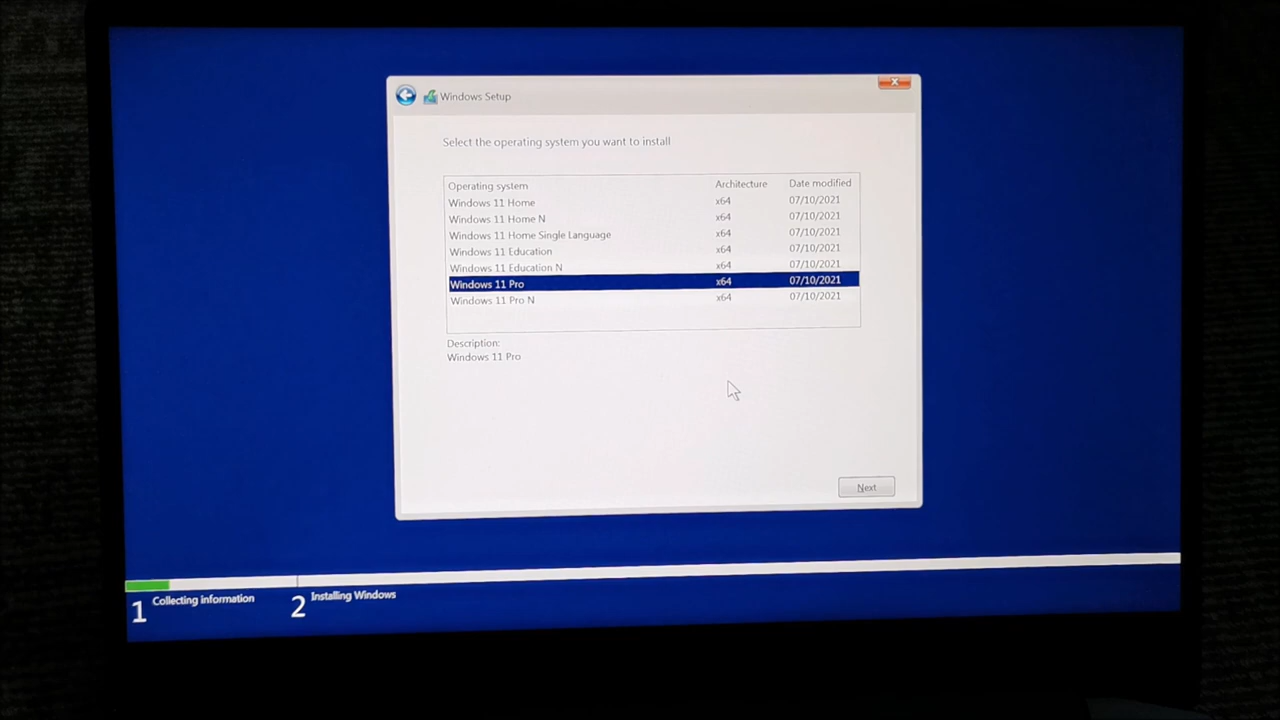 Windows Setup
Select the operating system you want to install
Operating system Architecture Date modified
Windows 11 Home x64 07/10/2021
Windows 11 Home N x64 07/10/2021
Windows 11 Home Single Language x64 07/10/2021
Windows 11 Education x64 07/10/2021
Windows 11 Education N x64 07/10/2021
Windows 11 Pro x64 07/10/2021
Windows 11 Pro N x64 07/10/2021
Description:
Windows 11 Pro
Next
1 Collecting information 2 Installing Windows